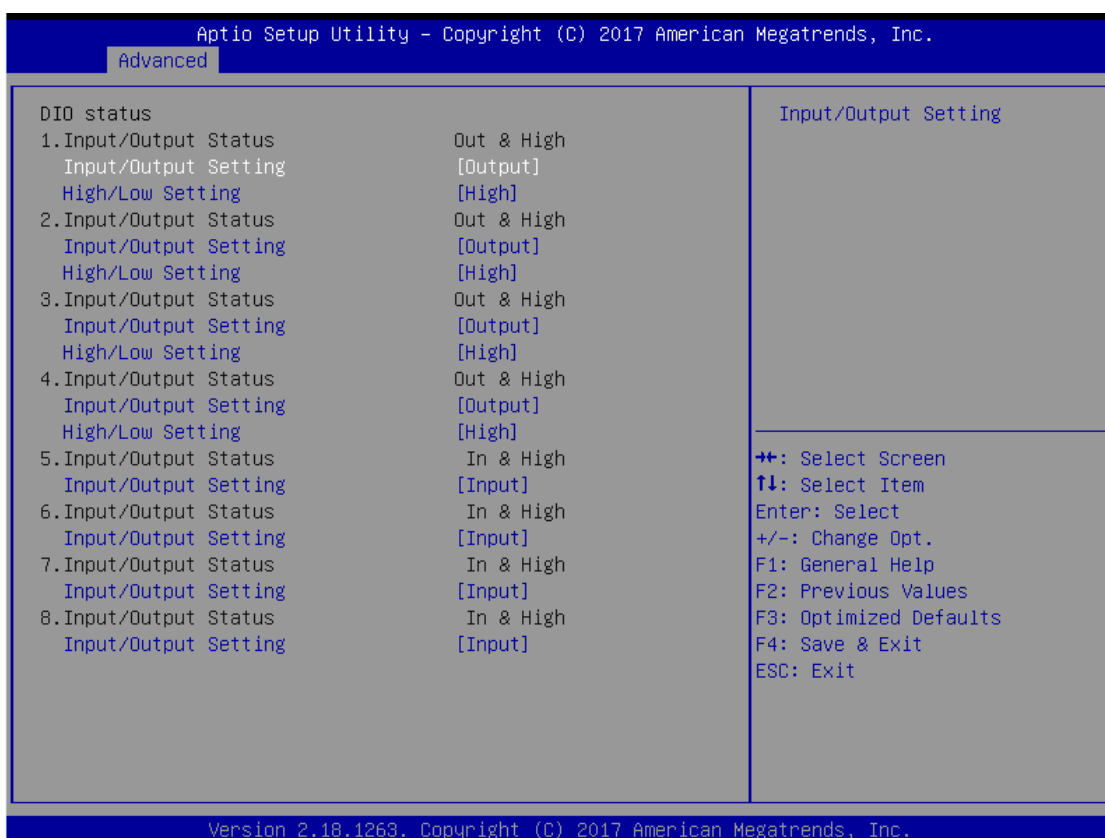 Aptio Setup Utility – Copyright (C) 2017 American Megatrends, Inc.
Advanced
DIO status
1.Input/Output Status Out & High
Input/Output Setting [Output]
High/Low Setting [High]
2.Input/Output Status Out & High
Input/Output Setting [Output]
High/Low Setting [High]
3.Input/Output Status Out & High
Input/Output Setting [Output]
High/Low Setting [High]
4.Input/Output Status Out & High
Input/Output Setting [Output]
High/Low Setting [High]
5.Input/Output Status In & High
Input/Output Setting [Input]
6.Input/Output Status In & High
Input/Output Setting [Input]
7.Input/Output Status In & High
Input/Output Setting [Input]
8.Input/Output Status In & High
Input/Output Setting [Input]
Input/Output Setting
→←: Select Screen
↑↓: Select Item
Enter: Select
+/-: Change Opt.
F1: General Help
F2: Previous Values
F3: Optimized Defaults
F4: Save & Exit
ESC: Exit
Version 2.18.1263. Copyright (C) 2017 American Megatrends, Inc.